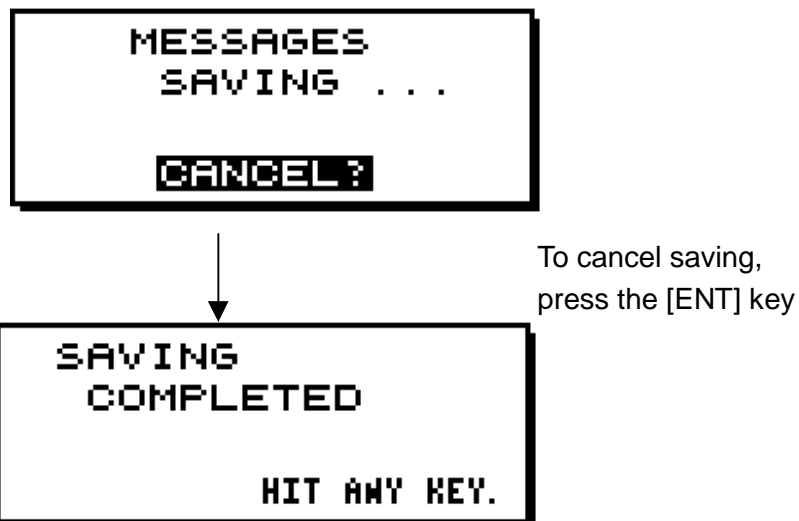 MESSAGES
SAVING ...
CANCEL?
To cancel saving,
press the [ENT] key
SAVING
COMPLETED
HIT ANY KEY.